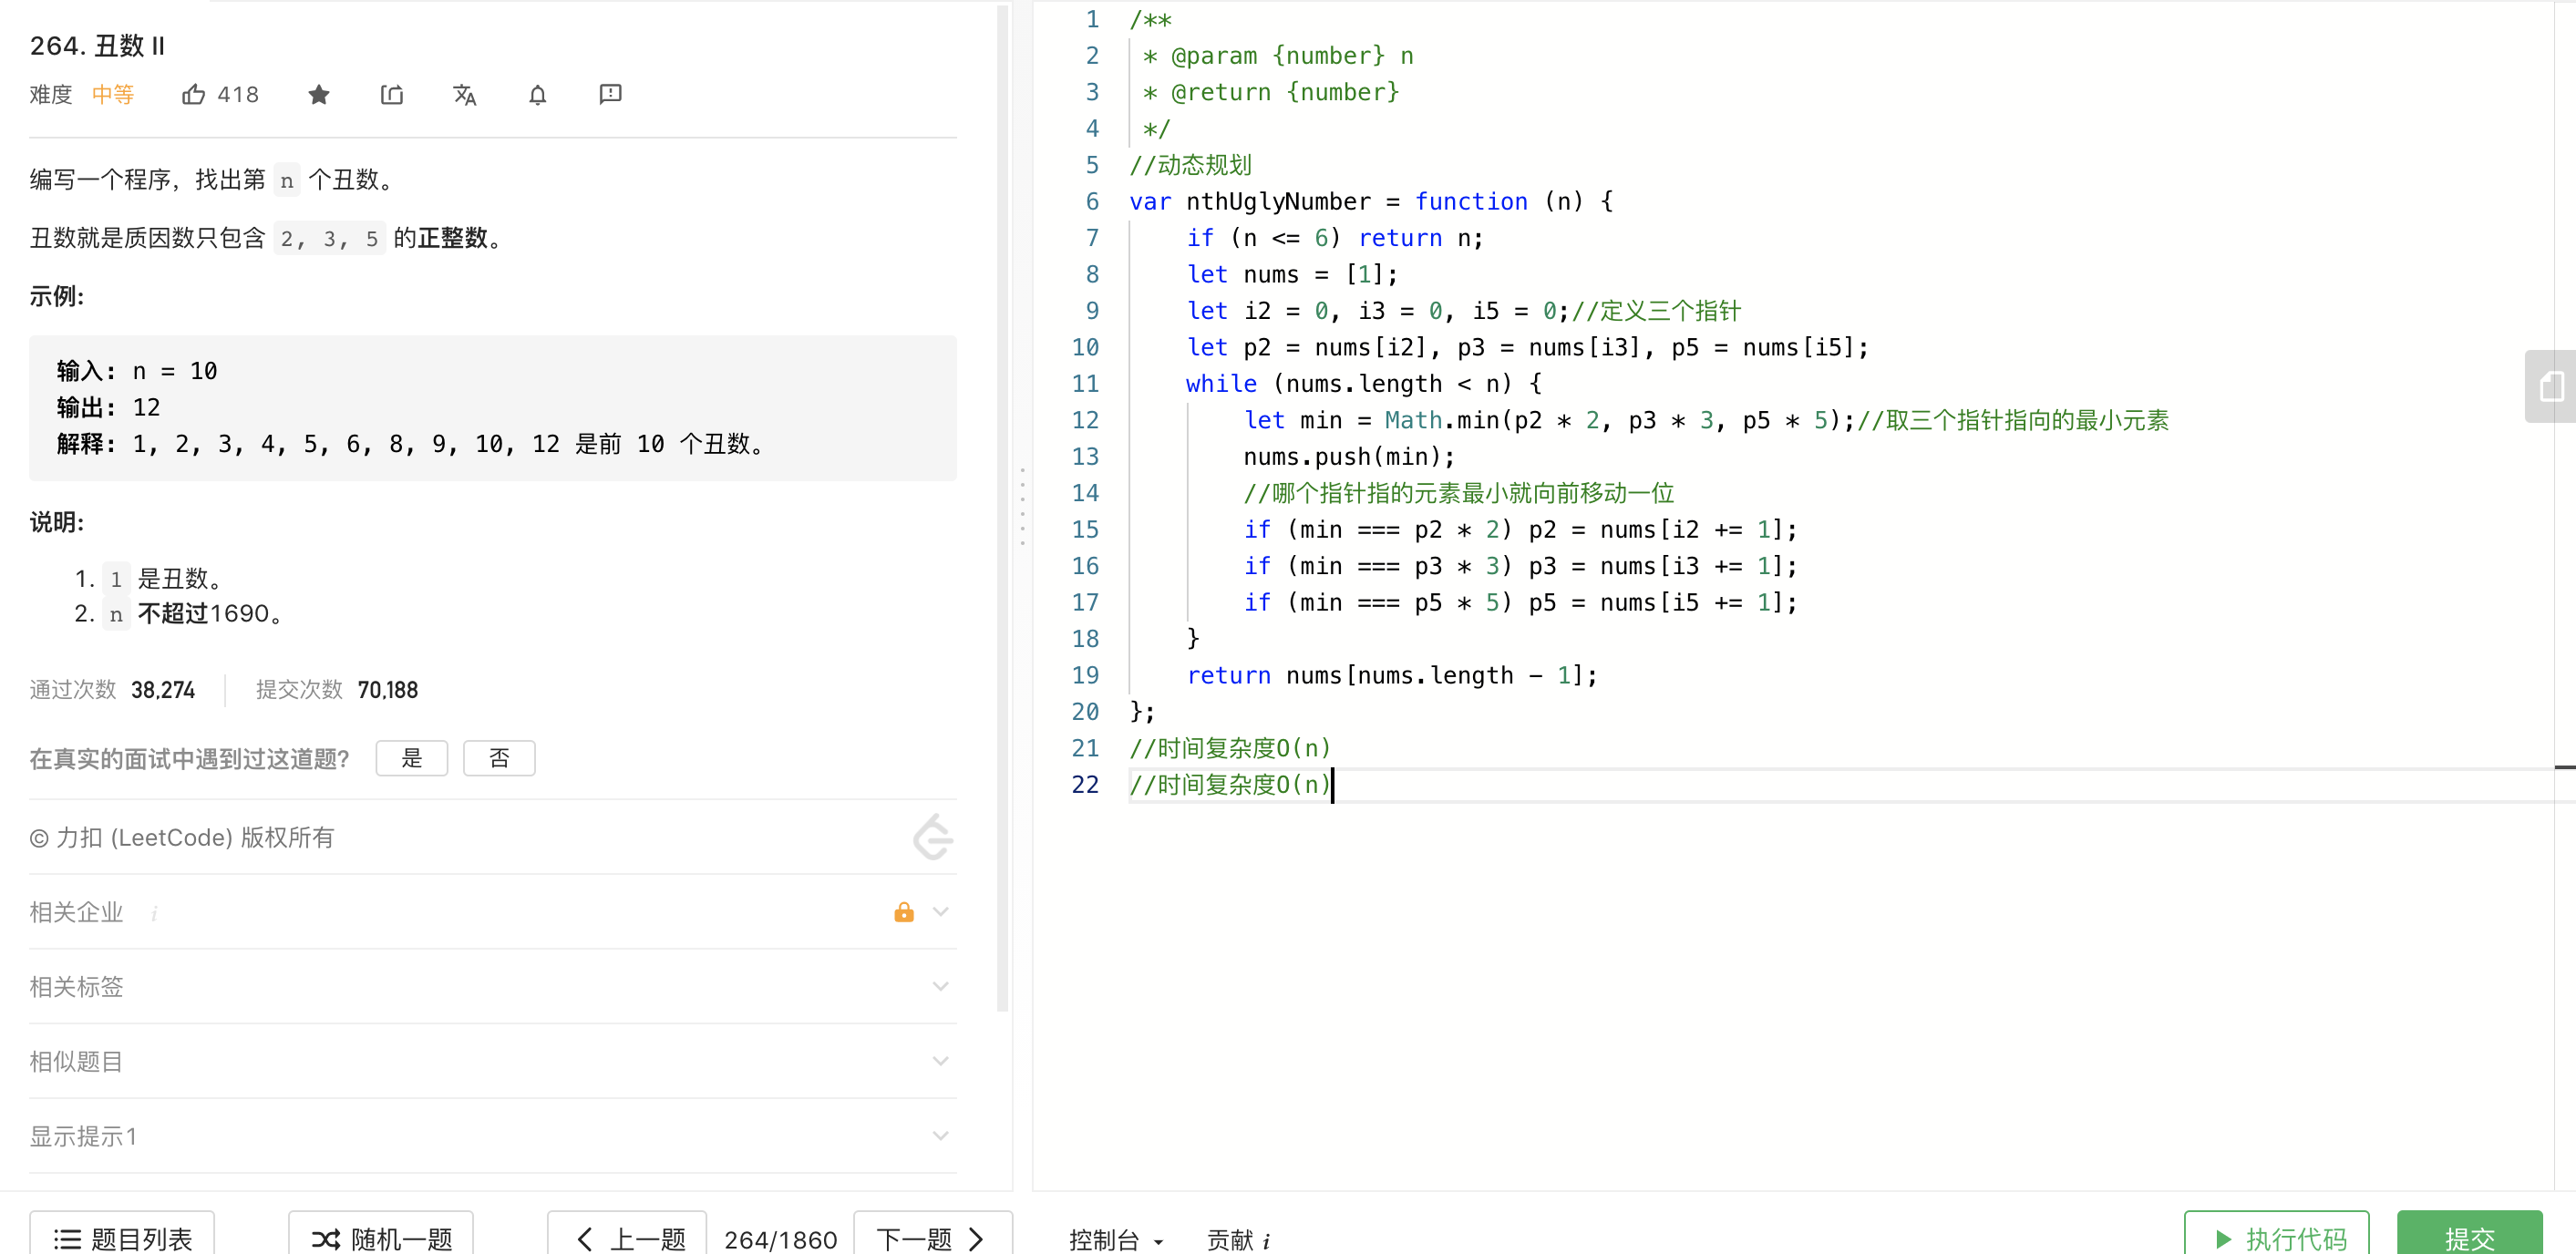 264. 丑数 II
难度 中等 418
编写一个程序，找出第 n 个丑数。
丑数就是质因数只包含 2, 3, 5 的正整数。
示例:
输入: n = 10
输出: 12
解释: 1, 2, 3, 4, 5, 6, 8, 9, 10, 12 是前 10 个丑数。
说明:
1. 1 是丑数。
2. n 不超过1690。
通过次数 38,274 提交次数 70,188
在真实的面试中遇到过这道题? 是 否
© 力扣 (LeetCode) 版权所有
相关企业 i
相关标签
相似题目
显示提示1
题目列表 随机一题 上一题 264/1860 下一题
1 /**
2 * @param {number} n
3 * @return {number}
4 */
5 //动态规划
6 var nthUglyNumber = function (n) {
7 if (n <= 6) return n;
8 let nums = [1];
9 let i2 = 0, i3 = 0, i5 = 0;//定义三个指针
10 let p2 = nums[i2], p3 = nums[i3], p5 = nums[i5];
11 while (nums.length < n) {
12 let min = Math.min(p2 * 2, p3 * 3, p5 * 5);//取三个指针指向的最小元素
13 nums.push(min);
14 //哪个指针指的元素最小就向前移动一位
15 if (min === p2 * 2) p2 = nums[i2 += 1];
16 if (min === p3 * 3) p3 = nums[i3 += 1];
17 if (min === p5 * 5) p5 = nums[i5 += 1];
18 }
19 return nums[nums.length - 1];
20 };
21 //时间复杂度O(n)
22 //时间复杂度O(n)
控制台 贡献 i 执行代码 提交